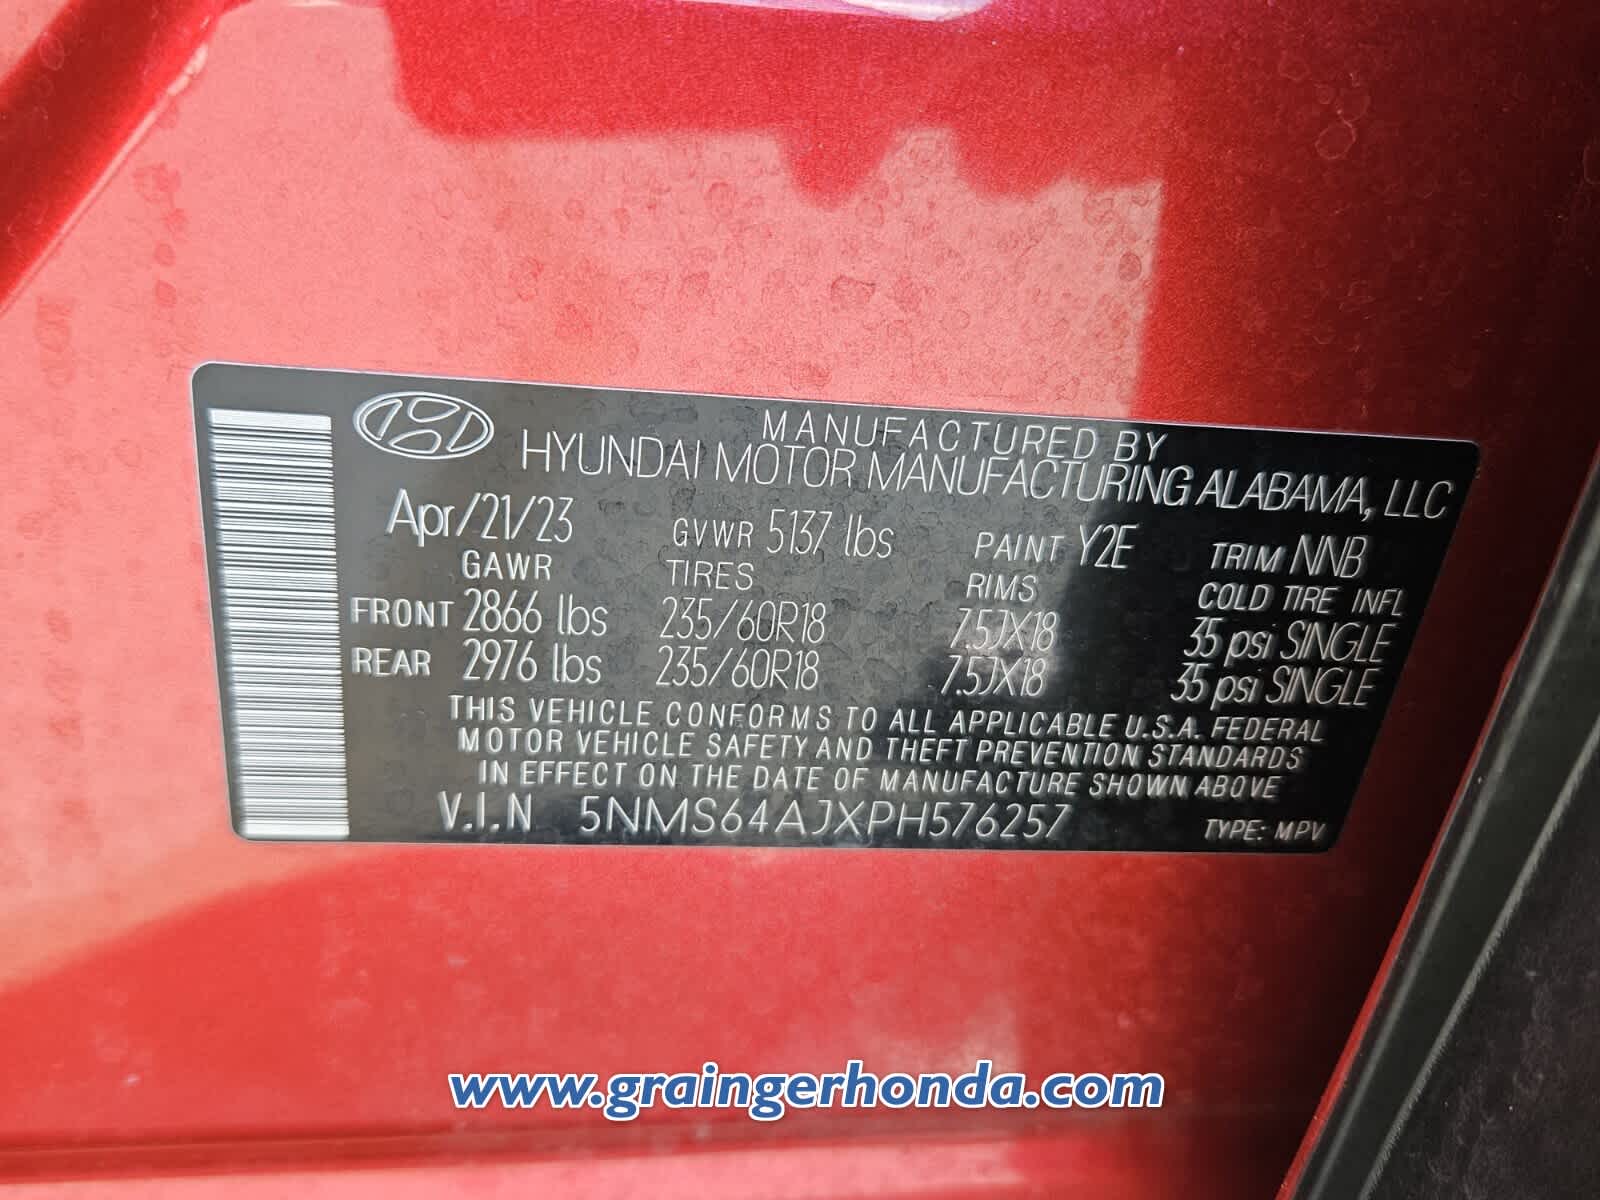 MANUFACTURED BY
HYUNDAI MOTOR MANUFACTURING ALABAMA, LLC
Apr/21/23 GVWR 5137 lbs PAINT Y2E TRIM NNB
GAWR TIRES RIMS COLD TIRE INFL
FRONT 2866 lbs 235/60R18 7.5JX18 35 psi SINGLE
REAR 2976 lbs 235/60R18 7.5JX18 35 psi SINGLE
THIS VEHICLE CONFORMS TO ALL APPLICABLE U.S.A. FEDERAL
MOTOR VEHICLE SAFETY AND THEFT PREVENTION STANDARDS
IN EFFECT ON THE DATE OF MANUFACTURE SHOWN ABOVE
V.I.N 5NMS64AJXPH576257 TYPE: MPV
www.graingerhonda.com